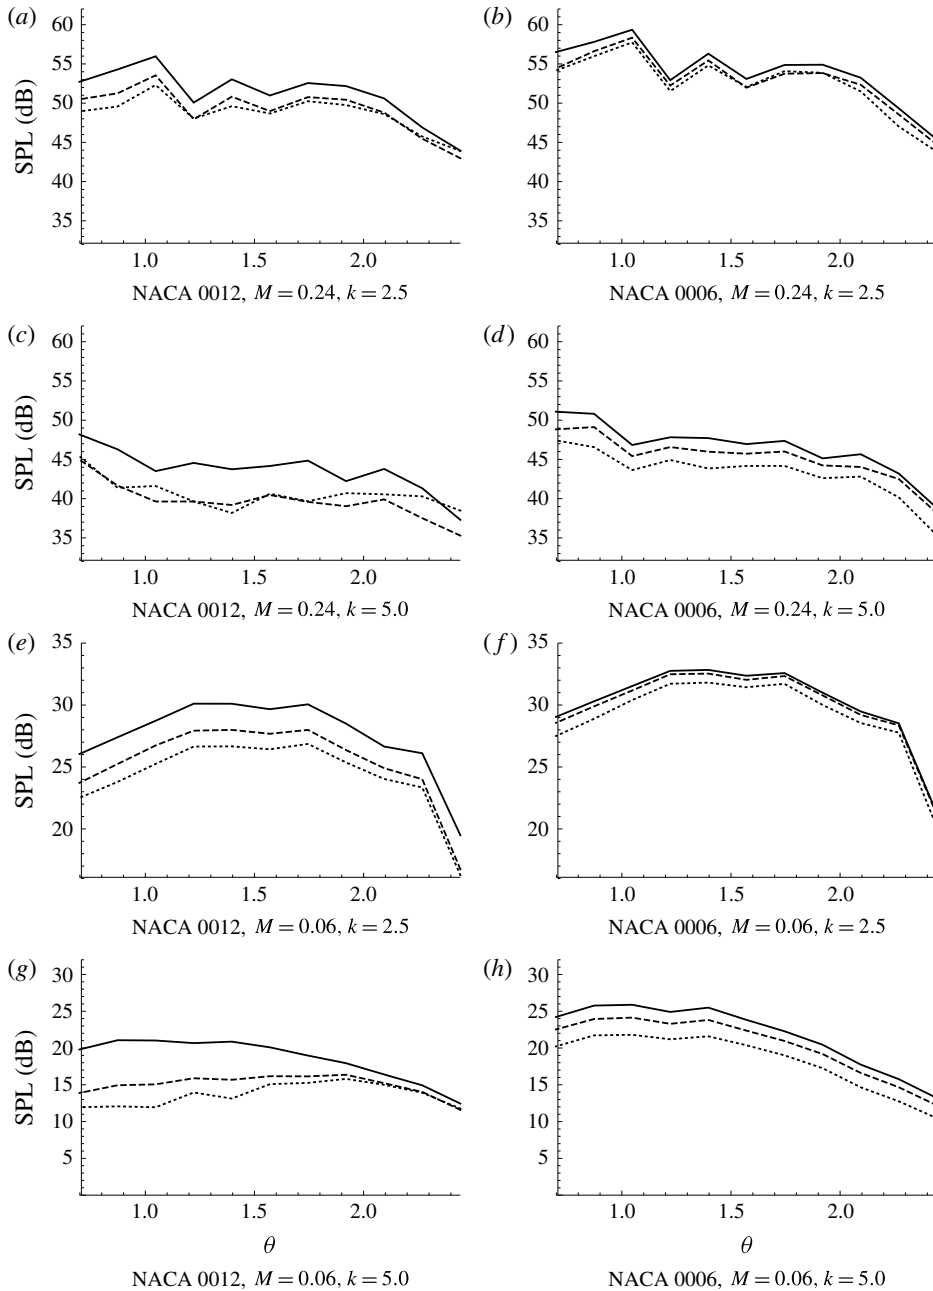 (a)
60
55
50
45
40
35
SPL (dB)
1.0 1.5 2.0
NACA 0012, M = 0.24, k = 2.5
(b)
60
55
50
45
40
35
1.0 1.5 2.0
NACA 0006, M = 0.24, k = 2.5
(c)
60
55
50
45
40
35
SPL (dB)
1.0 1.5 2.0
NACA 0012, M = 0.24, k = 5.0
(d)
60
55
50
45
40
35
1.0 1.5 2.0
NACA 0006, M = 0.24, k = 5.0
(e)
35
30
25
20
SPL (dB)
1.0 1.5 2.0
NACA 0012, M = 0.06, k = 2.5
(f)
35
30
25
20
1.0 1.5 2.0
NACA 0006, M = 0.06, k = 2.5
(g)
30
25
20
15
10
5
SPL (dB)
1.0 1.5 2.0
θ
NACA 0012, M = 0.06, k = 5.0
(h)
30
25
20
15
10
5
1.0 1.5 2.0
θ
NACA 0006, M = 0.06, k = 5.0